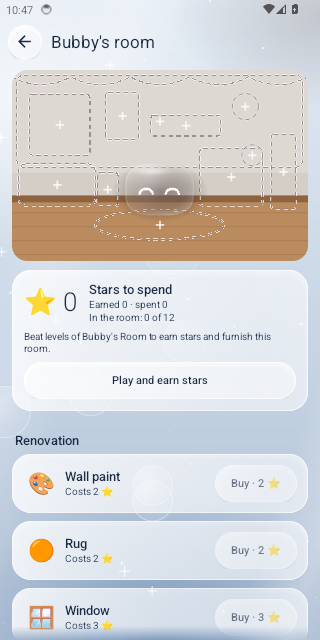 10:47
Bubby's room
0
Stars to spend
Earned 0 · spent 0
In the room: 0 of 12
Beat levels of Bubby's Room to earn stars and furnish this
room.
Play and earn stars
Renovation
Wall paint
Costs 2 ⭐
Buy · 2 ⭐
Rug
Costs 2 ⭐
Buy · 2 ⭐
Window
Costs 3 ⭐
Buy · 3 ⭐